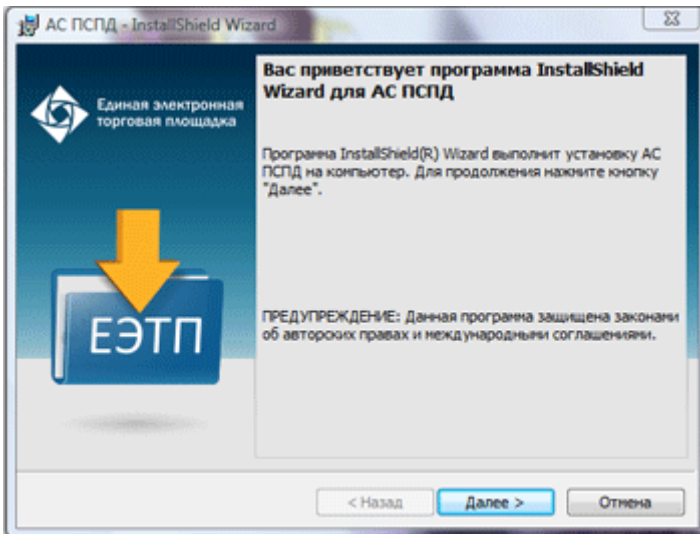 АС ПСПД - InstallShield Wizard
Единая электронная
торговая площадка
ЕЭТП
Вас приветствует программа InstallShield
Wizard для АС ПСПД
Программа InstallShield(R) Wizard выполнит установку АС
ПСПД на компьютер. Для продолжения нажмите кнопку
"Далее".
ПРЕДУПРЕЖДЕНИЕ: Данная программа защищена законами
об авторских правах и международными соглашениями.
< Назад
Далее >
Отмена